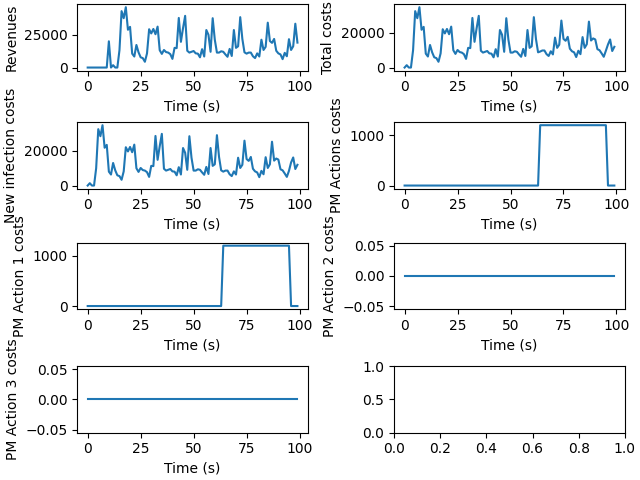 Revenues
25000
0
0 25 50 75 100
Time (s)
Total costs
20000
0
0 25 50 75 100
Time (s)
New infection costs
20000
0
0 25 50 75 100
Time (s)
PM Actions costs
1000
0
0 25 50 75 100
Time (s)
PM Action 1 costs
1000
0
0 25 50 75 100
Time (s)
PM Action 2 costs
0.05
0.00
−0.05
0 25 50 75 100
Time (s)
PM Action 3 costs
0.05
0.00
−0.05
0 25 50 75 100
Time (s)
1.0
0.5
0.0
0.0 0.2 0.4 0.6 0.8 1.0